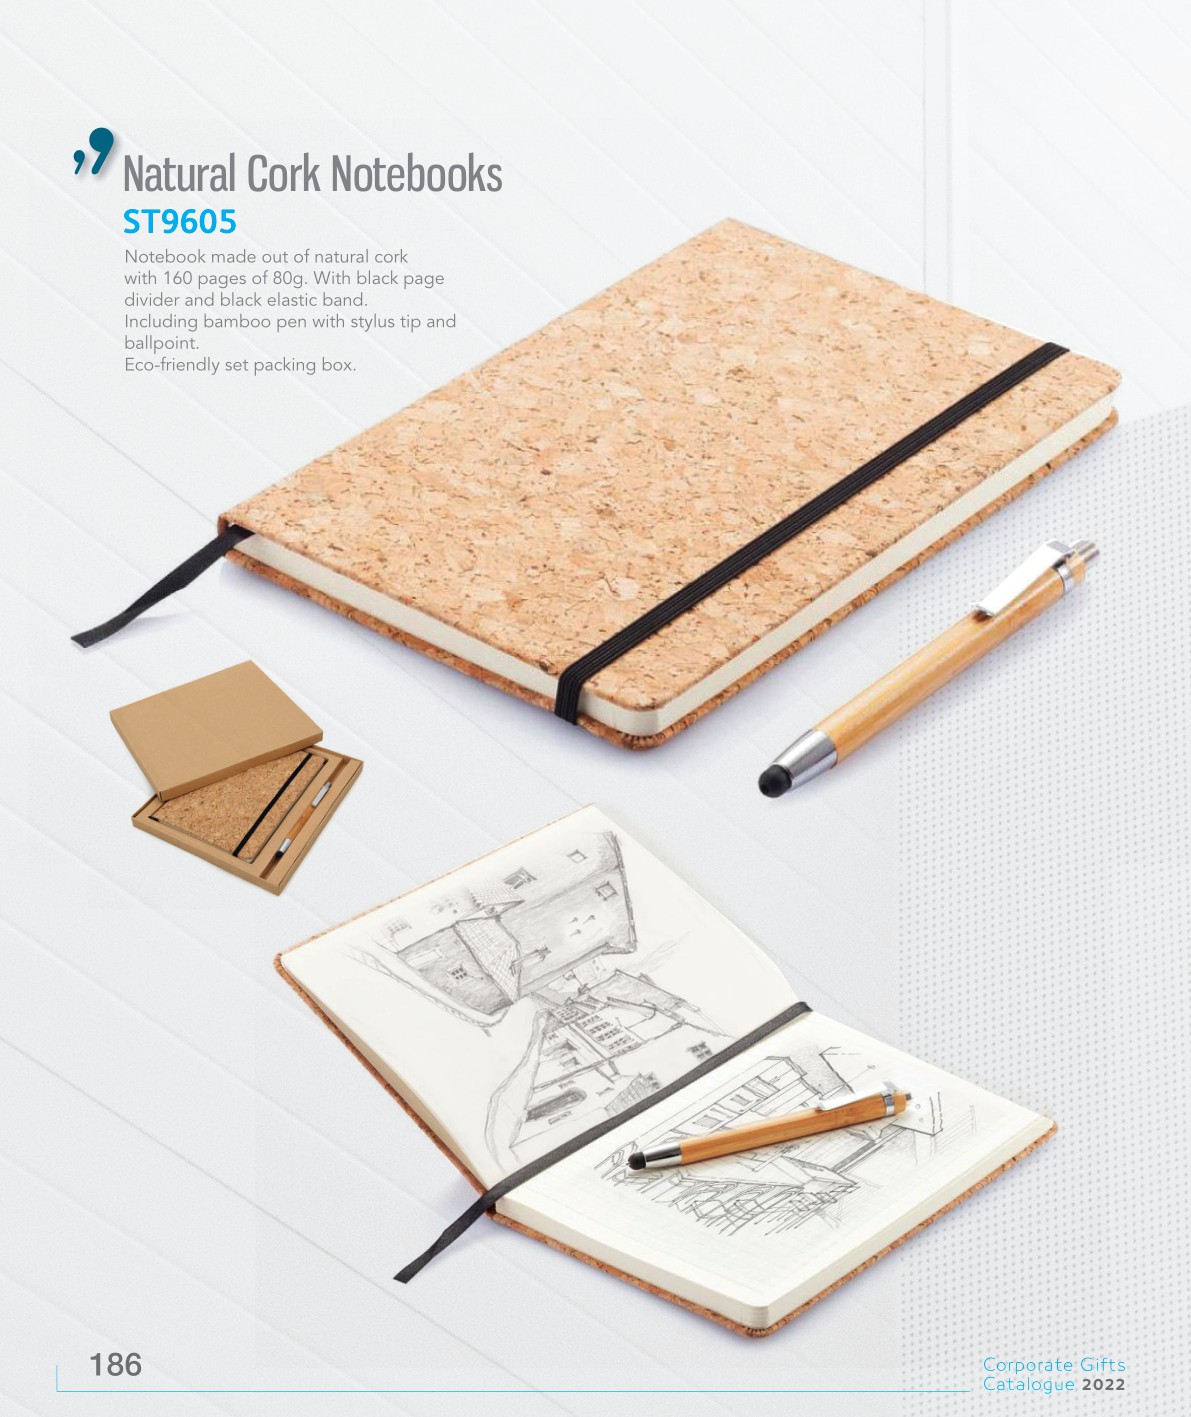 Natural Cork Notebooks
ST9605
Notebook made out of natural cork
with 160 pages of 80g. With black page
divider and black elastic band.
Including bamboo pen with stylus tip and
ballpoint.
Eco-friendly set packing box.
186
Corporate Gifts
Catalogue 2022